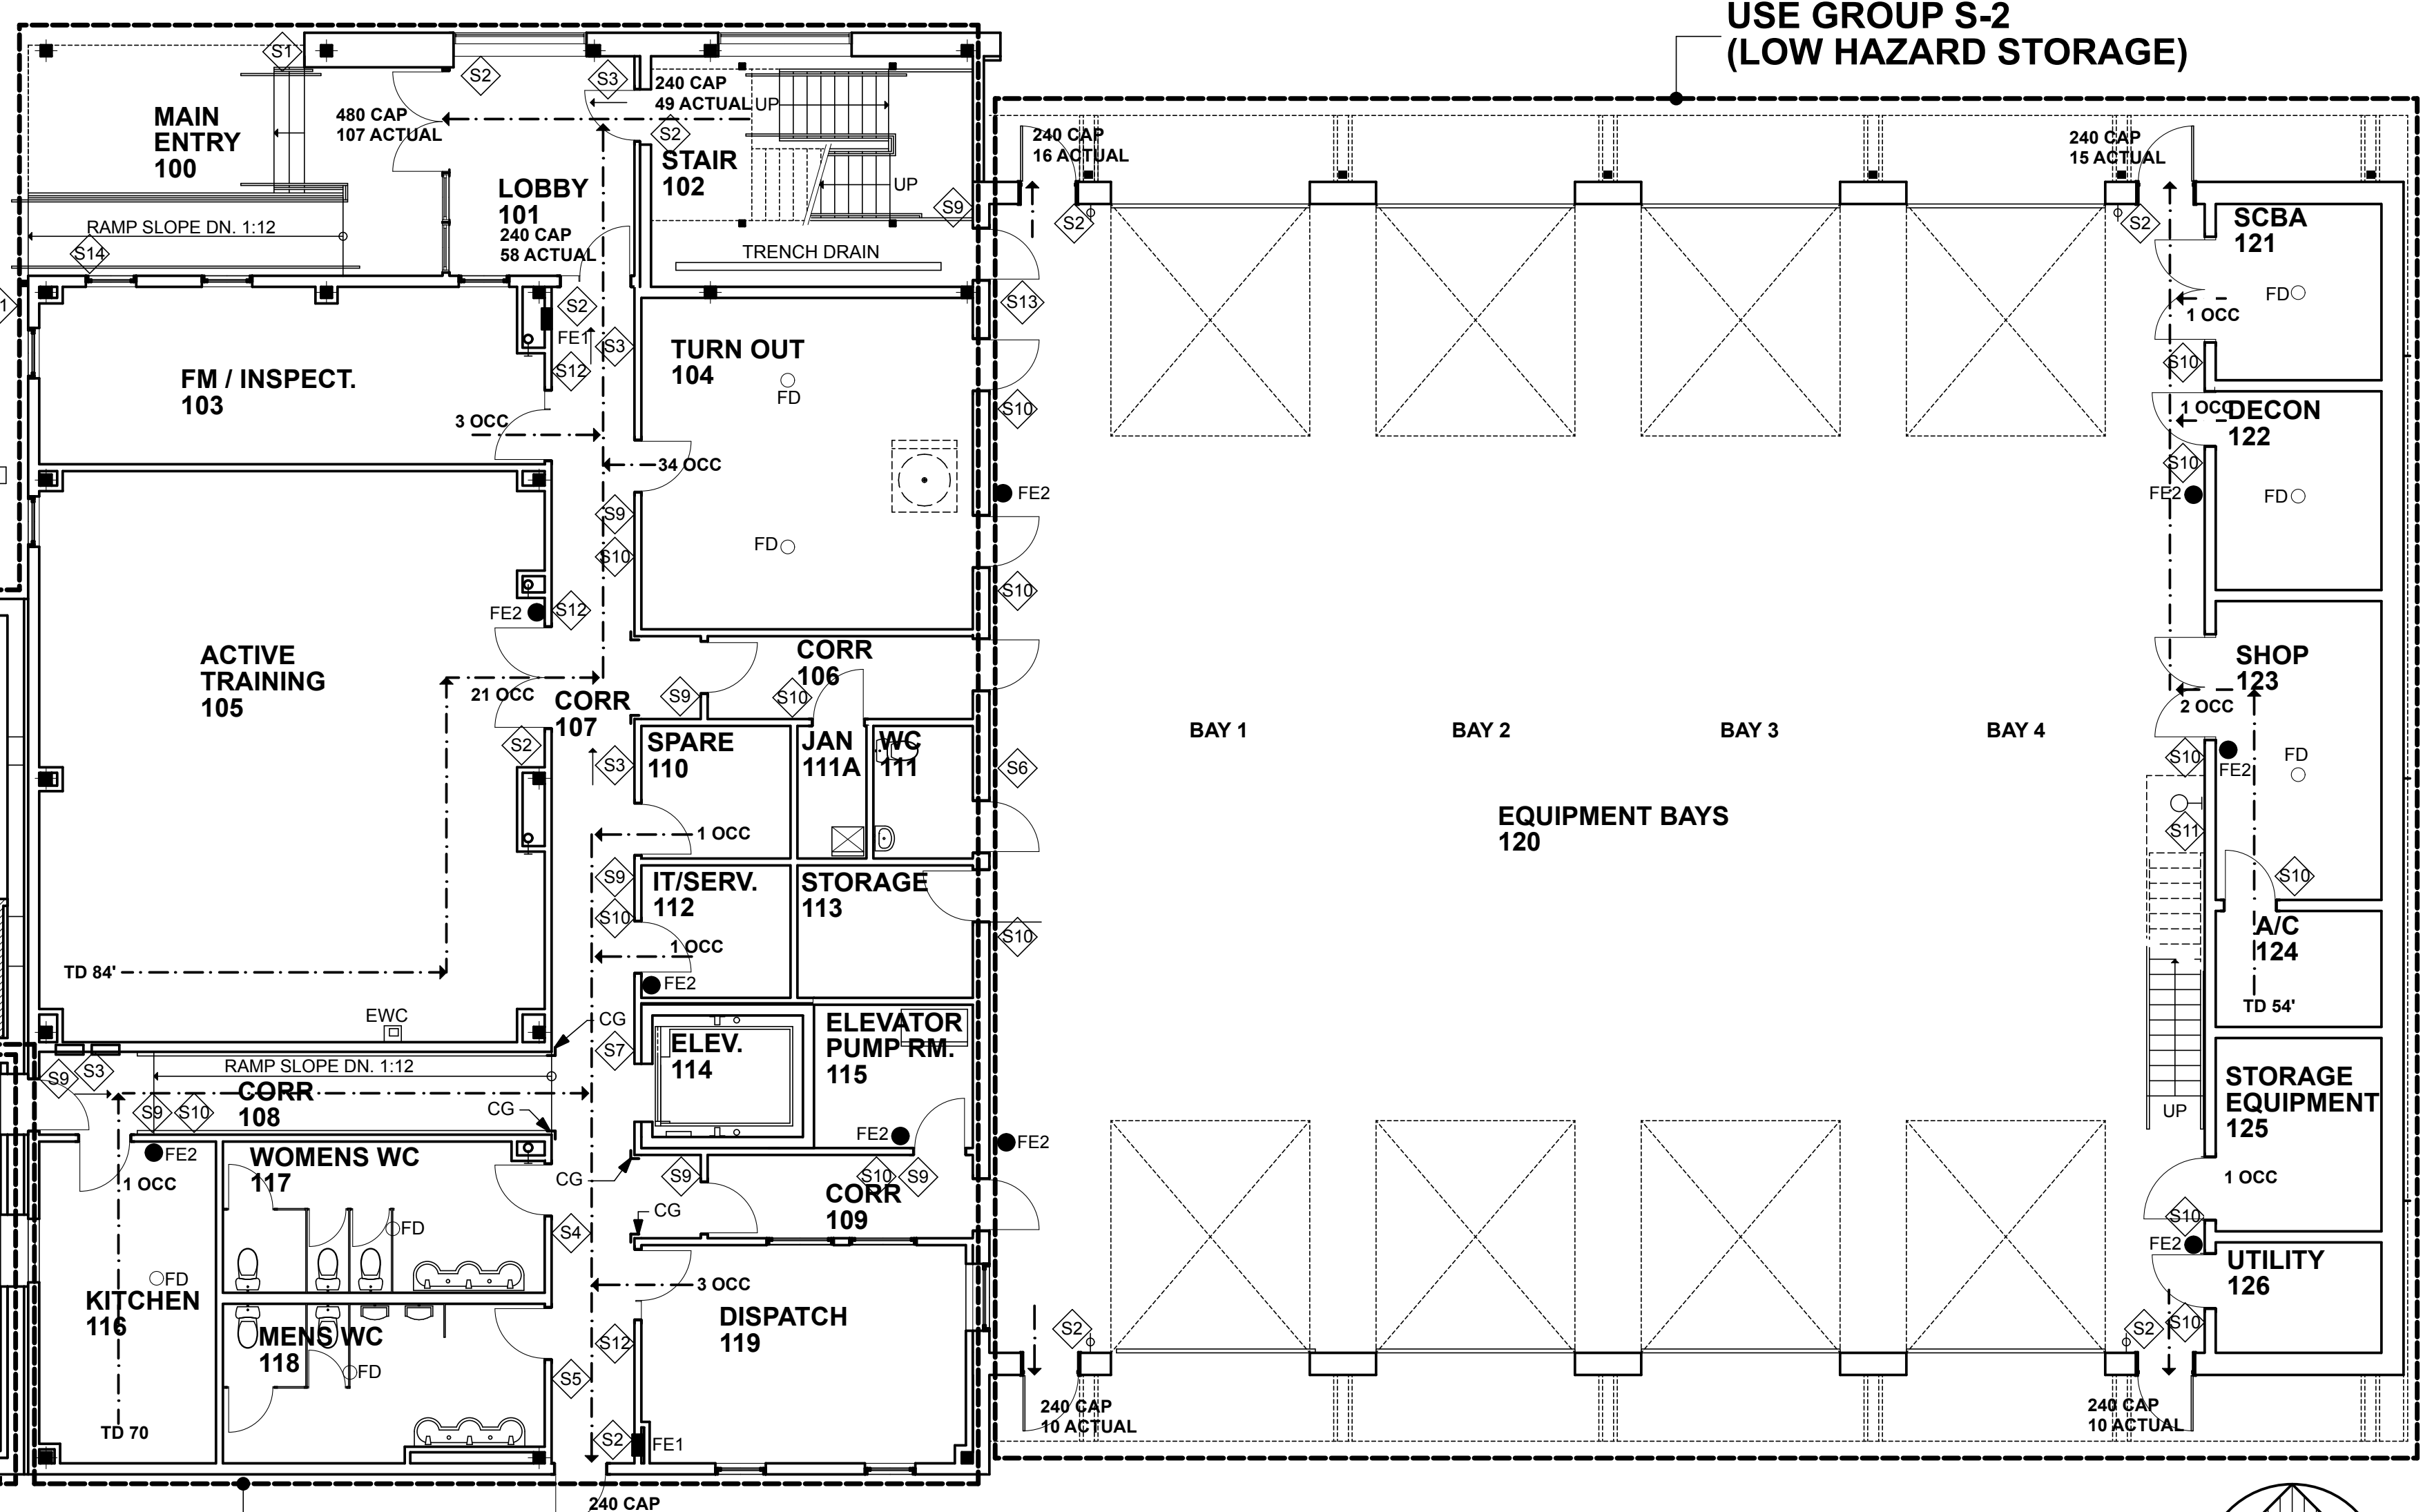 USE GROUP S-2
(LOW HAZARD STORAGE)
S1
S2
S3
240 CAP
49 ACTUAL
UP
MAIN
ENTRY
100
480 CAP
107 ACTUAL
S2
STAIR
102
UP
LOBBY
101
240 CAP
58 ACTUAL
S9
RAMP SLOPE DN. 1:12
S14
TRENCH DRAIN
240 CAP
16 ACTUAL
S2
240 CAP
15 ACTUAL
S2
SCBA
121
FD
1 OCC
S10
S2
FE1
S12
S3
S13
S10
TURN OUT
104
FD
FM / INSPECT.
103
3 OCC
34 OCC
1 OCC
DECON
122
S10
FE2
FD
FE2
S9
S10
FD
S10
FE2
S12
ACTIVE
TRAINING
105
21 OCC
CORR
107
S2
CORR
106
S9
S10
SHOP
123
2 OCC
S10
FE2
FD
SPARE
110
JAN
111A
WC
111
S3
S6
BAY 1
BAY 2
BAY 3
BAY 4
EQUIPMENT BAYS
120
S11
1 OCC
S9
S10
IT/SERV.
112
STORAGE
113
S10
S10
1 OCC
FE2
A/C
124
TD 54'
TD 84'
EWC
CG
S7
ELEV.
114
ELEVATOR
PUMP RM.
115
FE2
FE2
RAMP SLOPE DN. 1:12
S9
S3
CORR
108
S9
S10
CG
UP
STORAGE
EQUIPMENT
125
1 OCC
S10
FE2
FE2
1 OCC
WOMENS WC
117
FD
CG
S9
S10
S9
CORR
109
CG
S4
FD
KITCHEN
116
MENS WC
118
FD
3 OCC
DISPATCH
119
S12
S5
S2
FE1
TD 70
UTILITY
126
S2
S10
S2
240 CAP
10 ACTUAL
240 CAP
10 ACTUAL
240 CAP